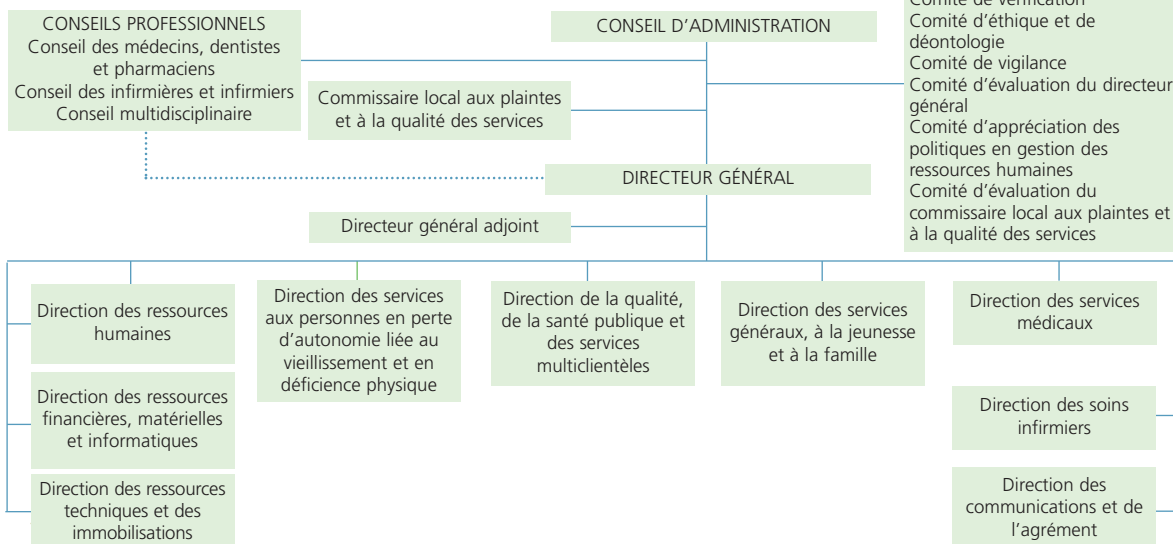 CONSEILS PROFESSIONNELS
Conseil des médecins, dentistes
et pharmaciens
Conseil des infirmières et infirmiers
Conseil multidisciplinaire
CONSEIL D'ADMINISTRATION
Comité de vérification
Comité d'éthique et de
déontologie
Comité de vigilance
Comité d'évaluation du directeur
général
Comité d'appréciation des
politiques en gestion des
ressources humaines
Comité d'évaluation du
commissaire local aux plaintes et
à la qualité des services
Commissaire local aux plaintes
et à la qualité des services
DIRECTEUR GÉNÉRAL
Directeur général adjoint
Direction des ressources
humaines
Direction des services
aux personnes en perte
d'autonomie liée au
vieillissement et en
déficience physique
Direction de la qualité,
de la santé publique et
des services
multiclientèles
Direction des services
généraux, à la jeunesse
et à la famille
Direction des services
médicaux
Direction des ressources
financières, matérielles
et informatiques
Direction des soins
infirmiers
Direction des ressources
techniques et des
immobilisations
Direction des
communications et de
l'agrément